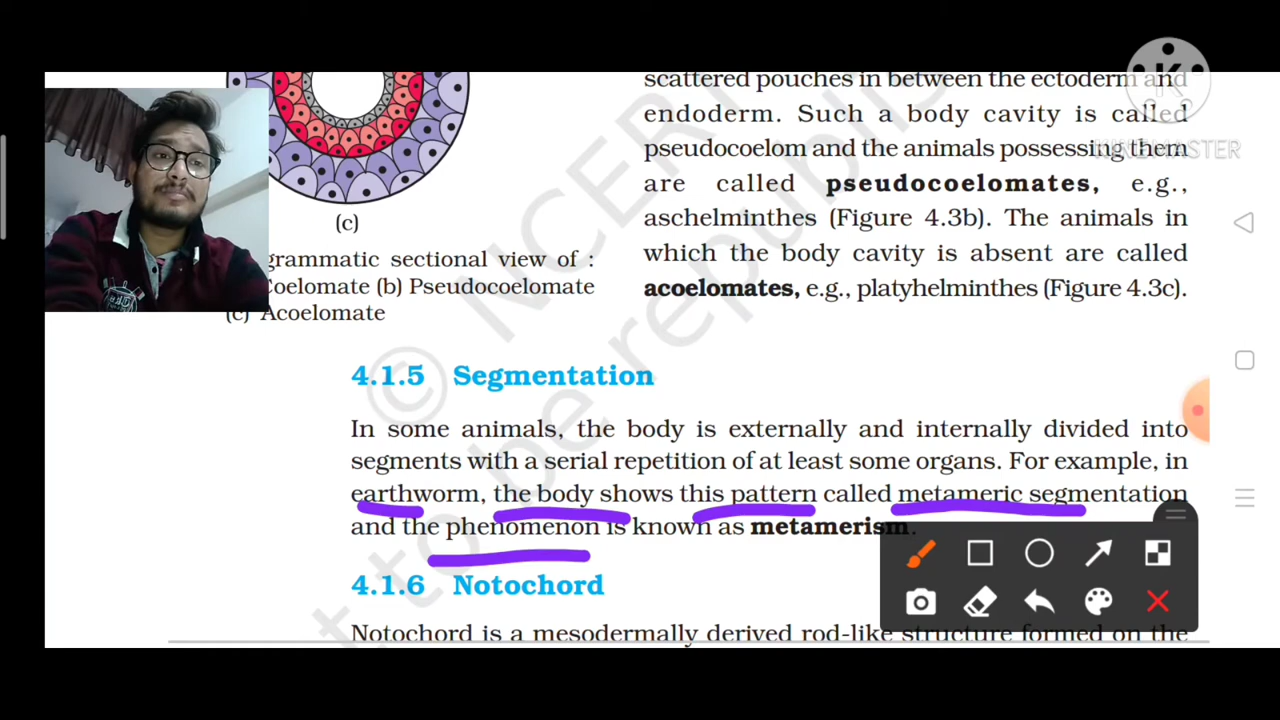 scattered pouches in between the ectoderm and
endoderm. Such a body cavity is called
pseudocoelom and the animals possessing them
are called pseudocoelomates, e.g.,
aschelminthes (Figure 4.3b). The animals in
which the body cavity is absent are called
acoelomates, e.g., platyhelminthes (Figure 4.3c).
KINEMASTER
(c)
grammatic sectional view of :
Coelomate (b) Pseudocoelomate
(c) Acoelomate
4.1.5 Segmentation
In some animals, the body is externally and internally divided into
segments with a serial repetition of at least some organs. For example, in
earthworm, the body shows this pattern called metameric segmentation
and the phenomenon is known as metamerism.
4.1.6 Notochord
Notochord is a mesodermally derived rod-like structure formed on the
© NCERT
t to be republis